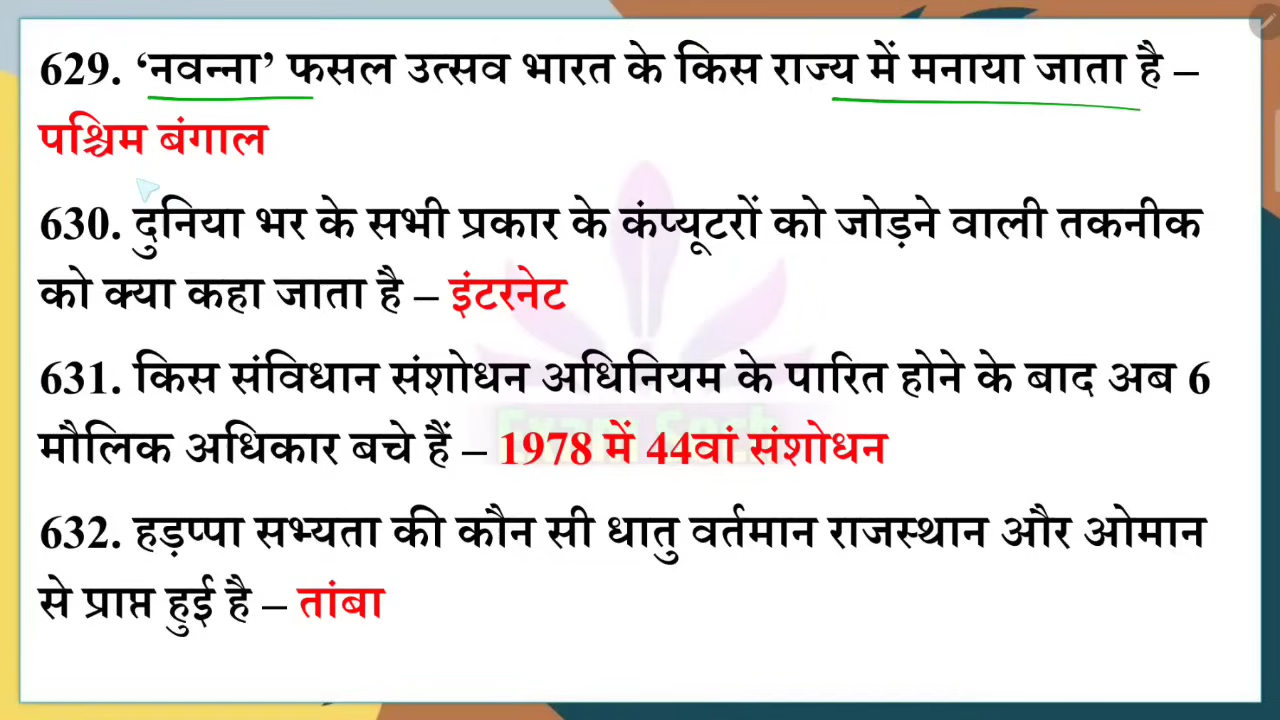 629. ‘नवन्ना’ फसल उत्सव भारत के किस राज्य में मनाया जाता है –
पश्चिम बंगाल
630. दुनिया भर के सभी प्रकार के कंप्यूटरों को जोड़ने वाली तकनीक
को क्या कहा जाता है – इंटरनेट
631. किस संविधान संशोधन अधिनियम के पारित होने के बाद अब 6
मौलिक अधिकार बचे हैं – 1978 में 44वां संशोधन
632. हड़प्पा सभ्यता की कौन सी धातु वर्तमान राजस्थान और ओमान
से प्राप्त हुई है – तांबा